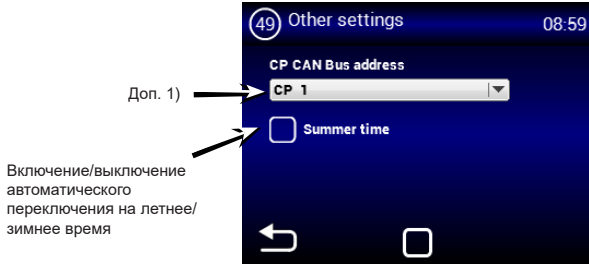 49 Other settings 08:59
CP CAN Bus address
Доп. 1)
CP 1
Summer time
Включение/выключение
автоматического
переключения на летнее/
зимнее время